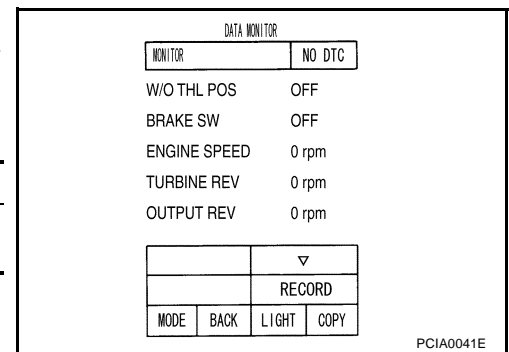 DATA MONITOR
MONITOR NO DTC
W/O THL POS OFF
BRAKE SW OFF
ENGINE SPEED 0 rpm
TURBINE REV 0 rpm
OUTPUT REV 0 rpm
▽
RECORD
MODE BACK LIGHT COPY
PCIA0041E